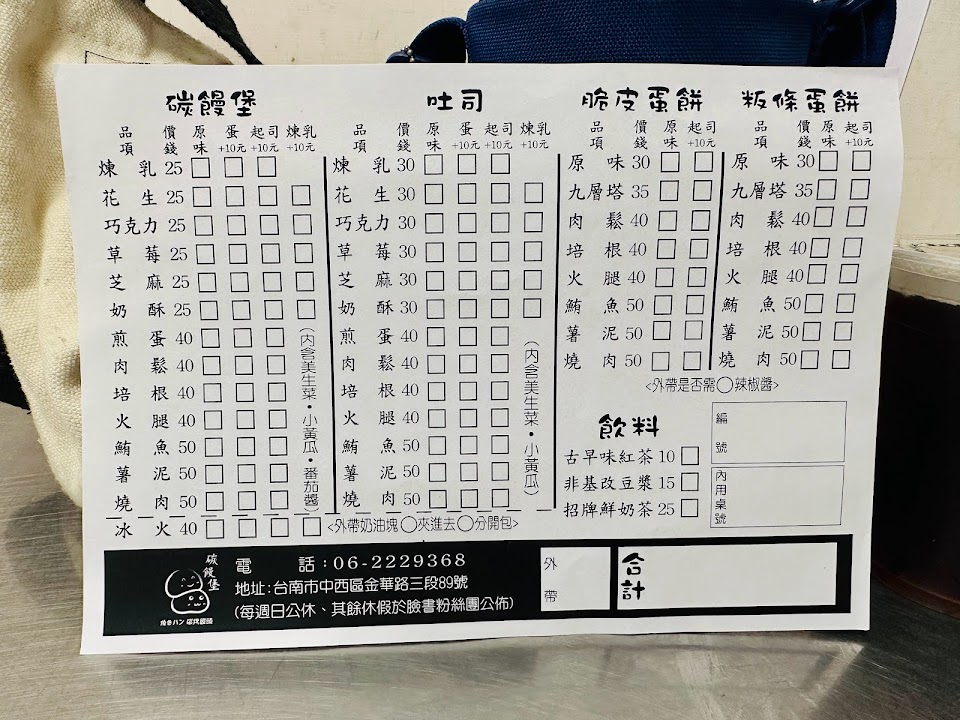 碳饅堡
品項 價錢 原味 蛋+10元 起司+10元 煉乳+10元
煉乳 25 □ □ □
花生 25 □ □ □ □
巧克力 25 □ □ □ □
草莓 25 □ □ □ □
芝麻 25 □ □ □ □
奶酥 25 □ □ □ □
煎蛋 40 □ □ □
肉鬆 40 □ □ □
培根 40 □ □ □
火腿 40 □ □ □
鮪魚 50 □ □ □
薯泥 50 □ □ □
燒肉 50 □ □ □
(內含美生菜·小黃瓜·番茄醬)
冰火 40 □ □ □ □
吐司
品項 價錢 原味 蛋+10元 起司+10元 煉乳+10元
煉乳 30 □ □ □
花生 30 □ □ □ □
巧克力 30 □ □ □ □
草莓 30 □ □ □ □
芝麻 30 □ □ □ □
奶酥 30 □ □ □ □
煎蛋 40 □ □ □
肉鬆 40 □ □ □
培根 40 □ □ □
火腿 40 □ □ □
鮪魚 50 □ □ □
薯泥 50 □ □ □
燒肉 50 □ □ □
(內含美生菜·小黃瓜)
<外帶奶油塊○夾進去○分開包>
脆皮蛋餅
品項 價錢 原味 起司+10元
原味 30 □ □
九層塔 35 □ □
肉鬆 40 □ □
培根 40 □ □
火腿 40 □ □
鮪魚 50 □ □
薯泥 50 □ □
燒肉 50 □ □
粄條蛋餅
品項 價錢 原味 起司+10元
原味 30 □ □
九層塔 35 □ □
肉鬆 40 □ □
培根 40 □ □
火腿 40 □ □
鮪魚 50 □ □
薯泥 50 □ □
燒肉 50 □ □
<外帶是否需○辣椒醬>
飲料
古早味紅茶 10 □
非基改豆漿 15 □
招牌鮮奶茶 25 □
編號
內用桌號
碳饅堡
電話:06-2229368
地址:台南市中西區金華路三段89號
(每週日公休、其餘休假於臉書粉絲團公佈)
外帶
合計